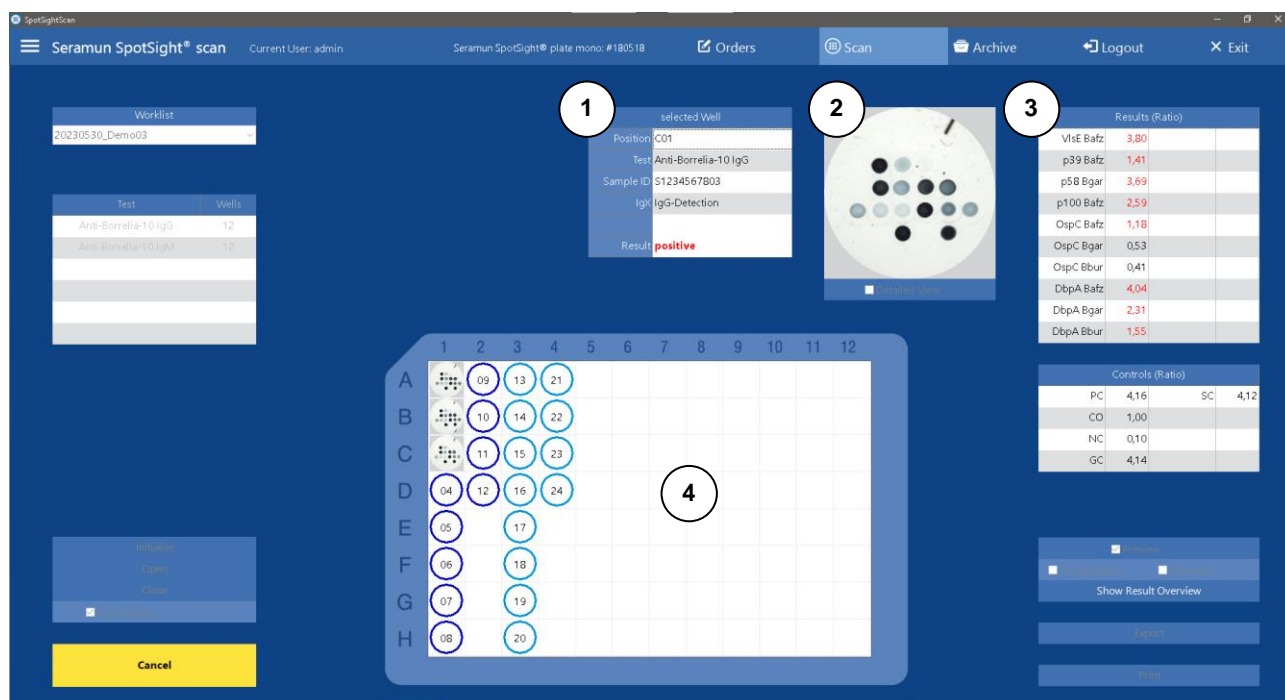 SpotSightScan
Seramun SpotSight® scan
Current User: admin
Seramun SpotSight® plate mono: #180518
Orders
Scan
Archive
Logout
Exit
Worklist
20230530_Demo03
Test Wells
Anti-Borrelia-10 IgG 12
Anti-Borrelia-10 IgM 12
1
selected Well
Position C01
Test Anti-Borrelia-10 IgG
Sample ID S1234567803
IgX IgG-Detection
Result positive
2
Detailed View
3
Results (Ratio)
VlsE Bafz 3,80
p39 Bafz 1,41
p58 Bgar 3,69
p100 Bafz 2,59
OspC Bafz 1,18
OspC Bgar 0,53
OspC Bbur 0,41
DbpA Bafz 4,04
DbpA Bgar 2,31
DbpA Bbur 1,55
Controls (Ratio)
PC 4,16 SC 4,12
CO 1,00
NC 0,10
GC 4,14
1 2 3 4 5 6 7 8 9 10 11 12
A 09 13 21
B 10 14 22
C 11 15 23
D 04 12 16 24
4
E 05 17
F 06 18
G 07 19
H 08 20
Initialize
Open
Close
Cancel
Preview
Show Result Overview
Export
Print